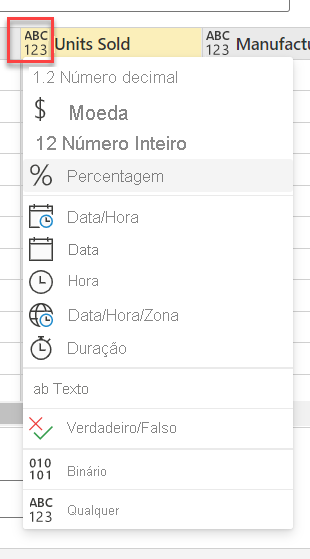 ABC
123 Units Sold
ABC
123 Manufactu
1.2 Número decimal
$ Moeda
12 Número Inteiro
% Percentagem
Data/Hora
Data
Hora
Data/Hora/Zona
Duração
ab Texto
Verdadeiro/Falso
010
101 Binário
ABC
123 Qualquer